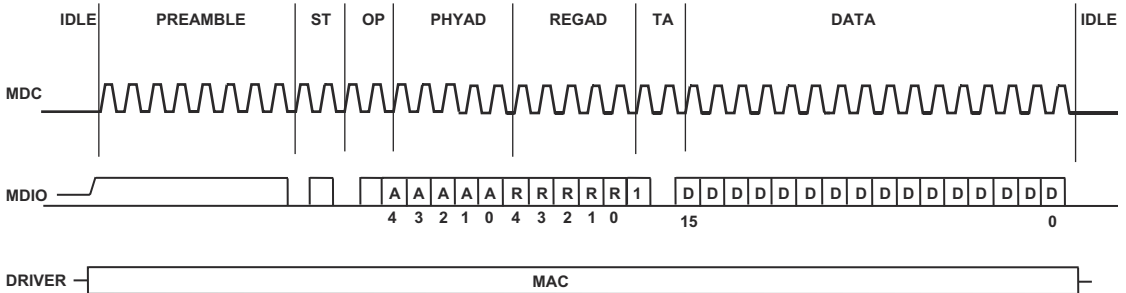 IDLE PREAMBLE ST OP PHYAD REGAD TA DATA IDLE
MDC
MDIO A A A A A R R R R R 1 D D D D D D D D D D D D D D D D
4 3 2 1 0 4 3 2 1 0 15 0
DRIVER MAC